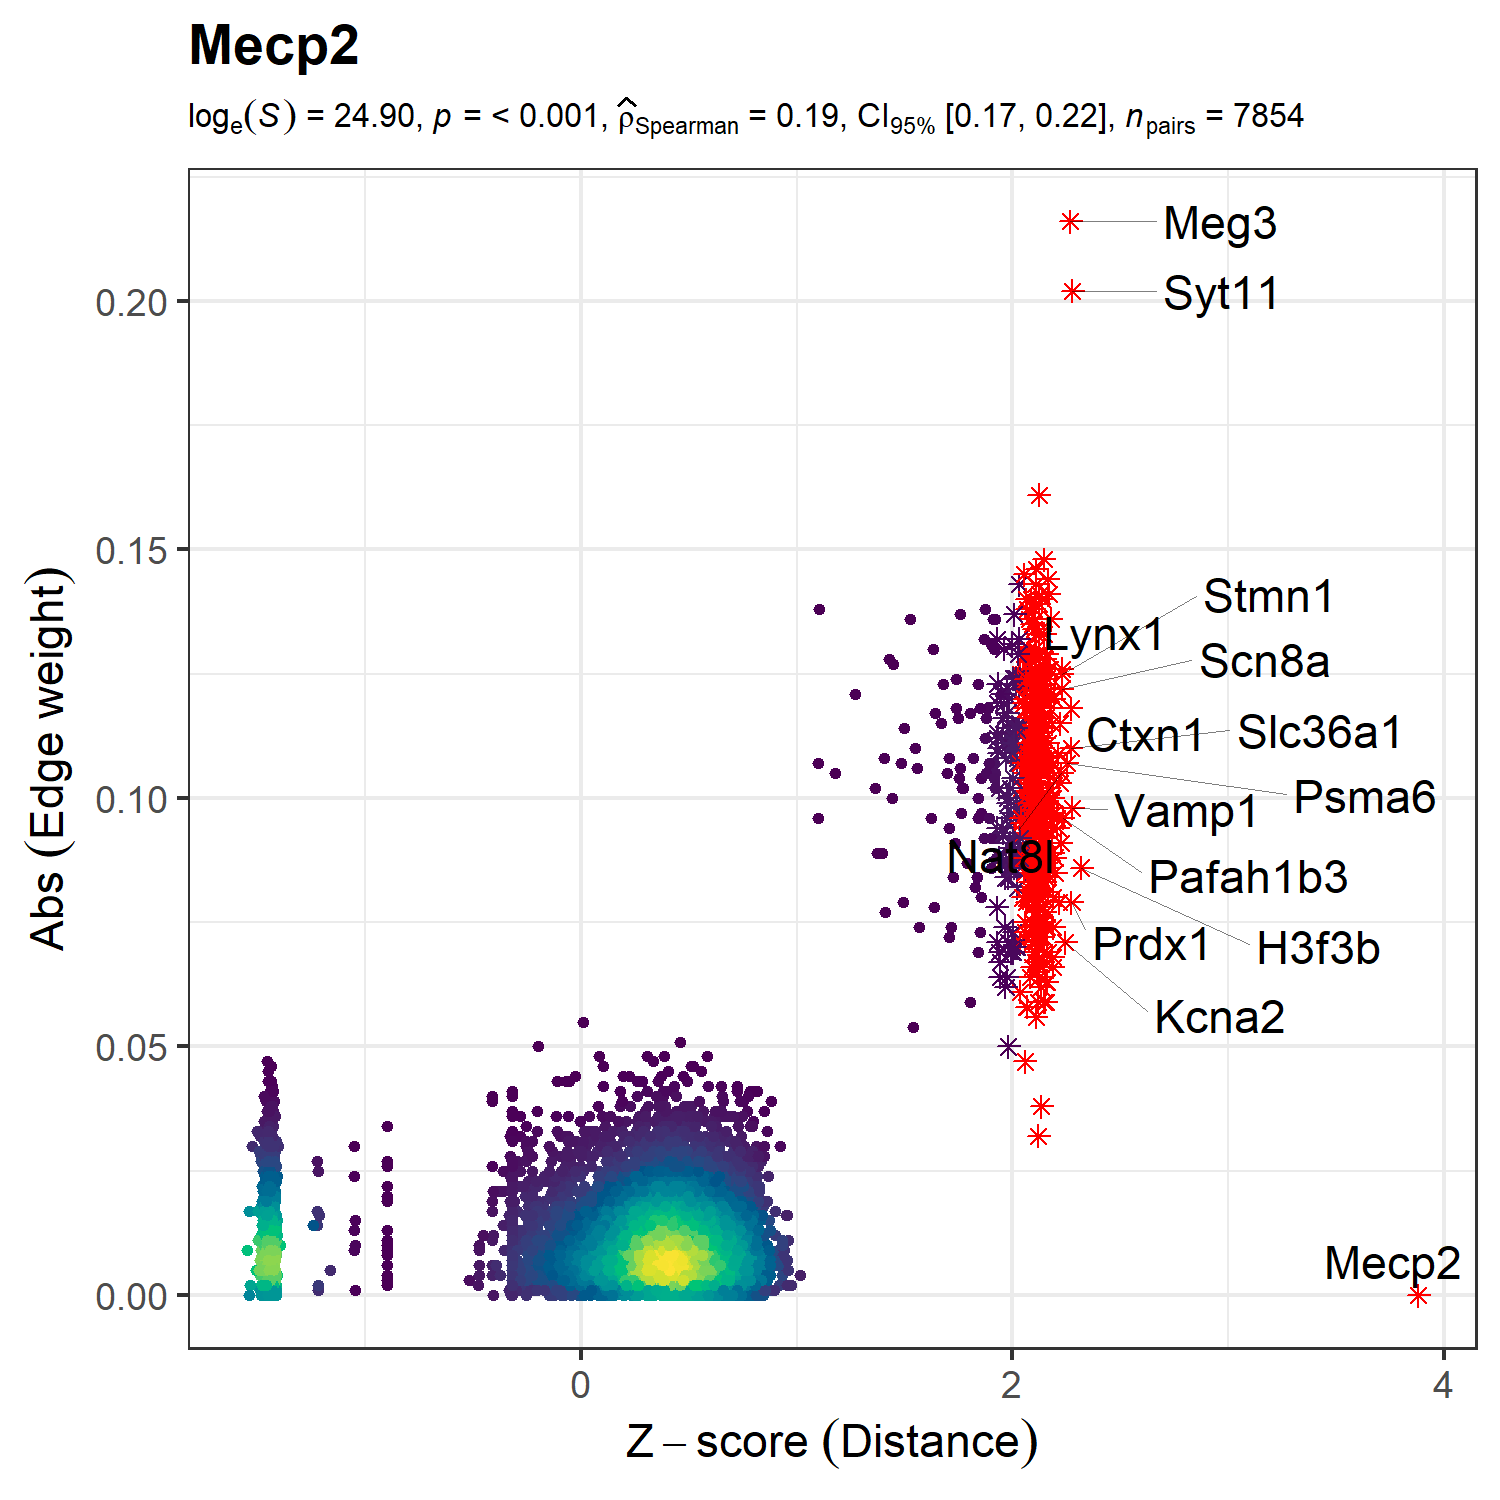 Mecp2
logₑ(S) = 24.90, p = < 0.001, ρ̂Spearman = 0.19, CI95% [0.17, 0.22], npairs = 7854
Meg3
Syt11
0.20
0.15
Stmn1
Lynx1
Scn8a
Ctxn1
Slc36a1
0.10
Psma6
Vamp1
Nat8l
Pafah1b3
Prdx1
H3f3b
Kcna2
0.05
Mecp2
0.00
0
2
4
Abs (Edge weight)
Z – score (Distance)